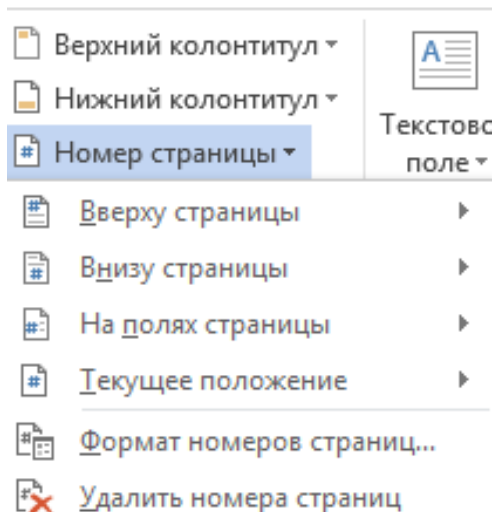 Верхний колонтитул
Нижний колонтитул
Номер страницы
поле
Вверху страницы
Внизу страницы
На полях страницы
Текущее положение
Формат номеров страниц...
Удалить номера страниц